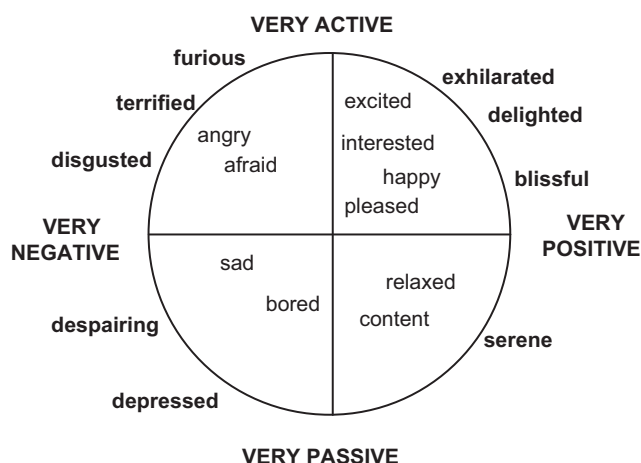 VERY ACTIVE
furious
exhilarated
terrified
excited
delighted
angry
interested
disgusted
afraid
happy
blissful
pleased
VERY
NEGATIVE
VERY
POSITIVE
sad
relaxed
bored
content
despairing
serene
depressed
VERY PASSIVE